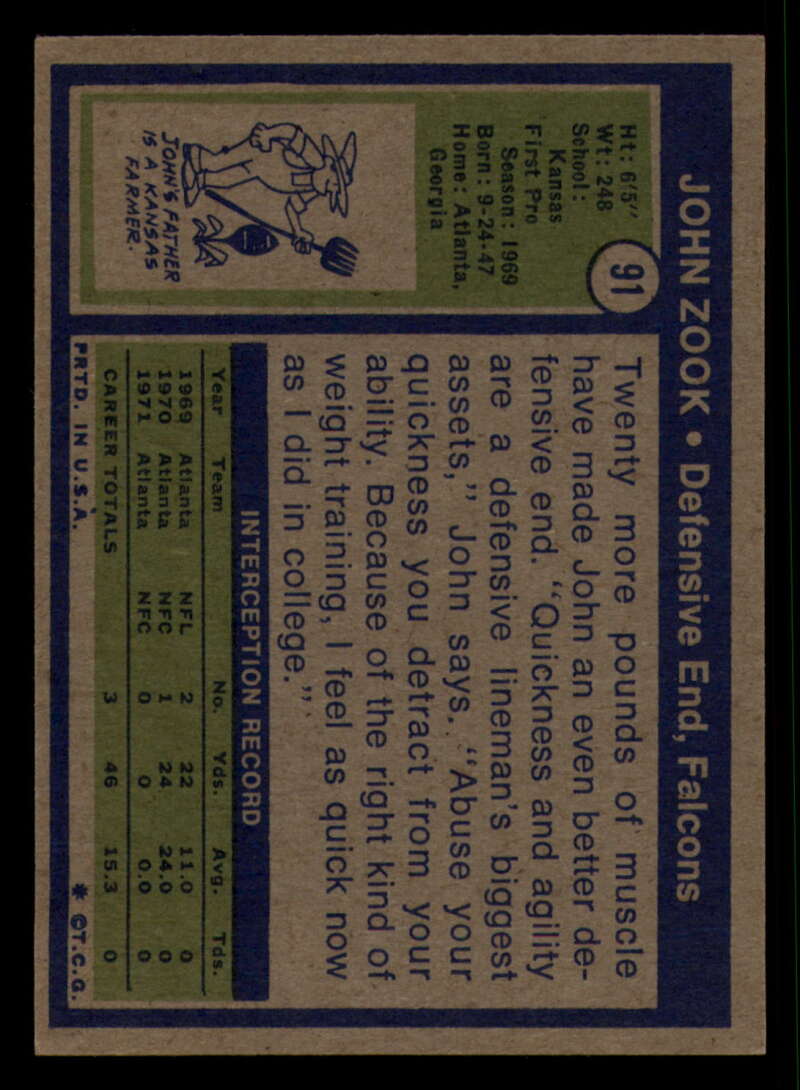 JOHN ZOOK • Defensive End, Falcons
91
Ht: 6'5"
Wt: 248
School:
Kansas
First Pro
Season: 1969
Born: 9-24-47
Home: Atlanta,
Georgia
JOHN'S FATHER
IS A KANSAS
FARMER.
Twenty more pounds of muscle
have made John an even better de-
fensive end. "Quickness and agility
are a defensive lineman's biggest
assets," John says. "Abuse your
quickness you detract from your
ability. Because of the right kind of
weight training, I feel as quick now
as I did in college."
INTERCEPTION RECORD
Year Team No. Yds. Avg. Tds.
1969 Atlanta NFL 2 22 11.0 0
1970 Atlanta NFC 1 24 24.0 0
1971 Atlanta NFC 0 0 0.0 0
CAREER TOTALS 3 46 15.3 0
PRTD. IN U.S.A. * ©T.C.G.